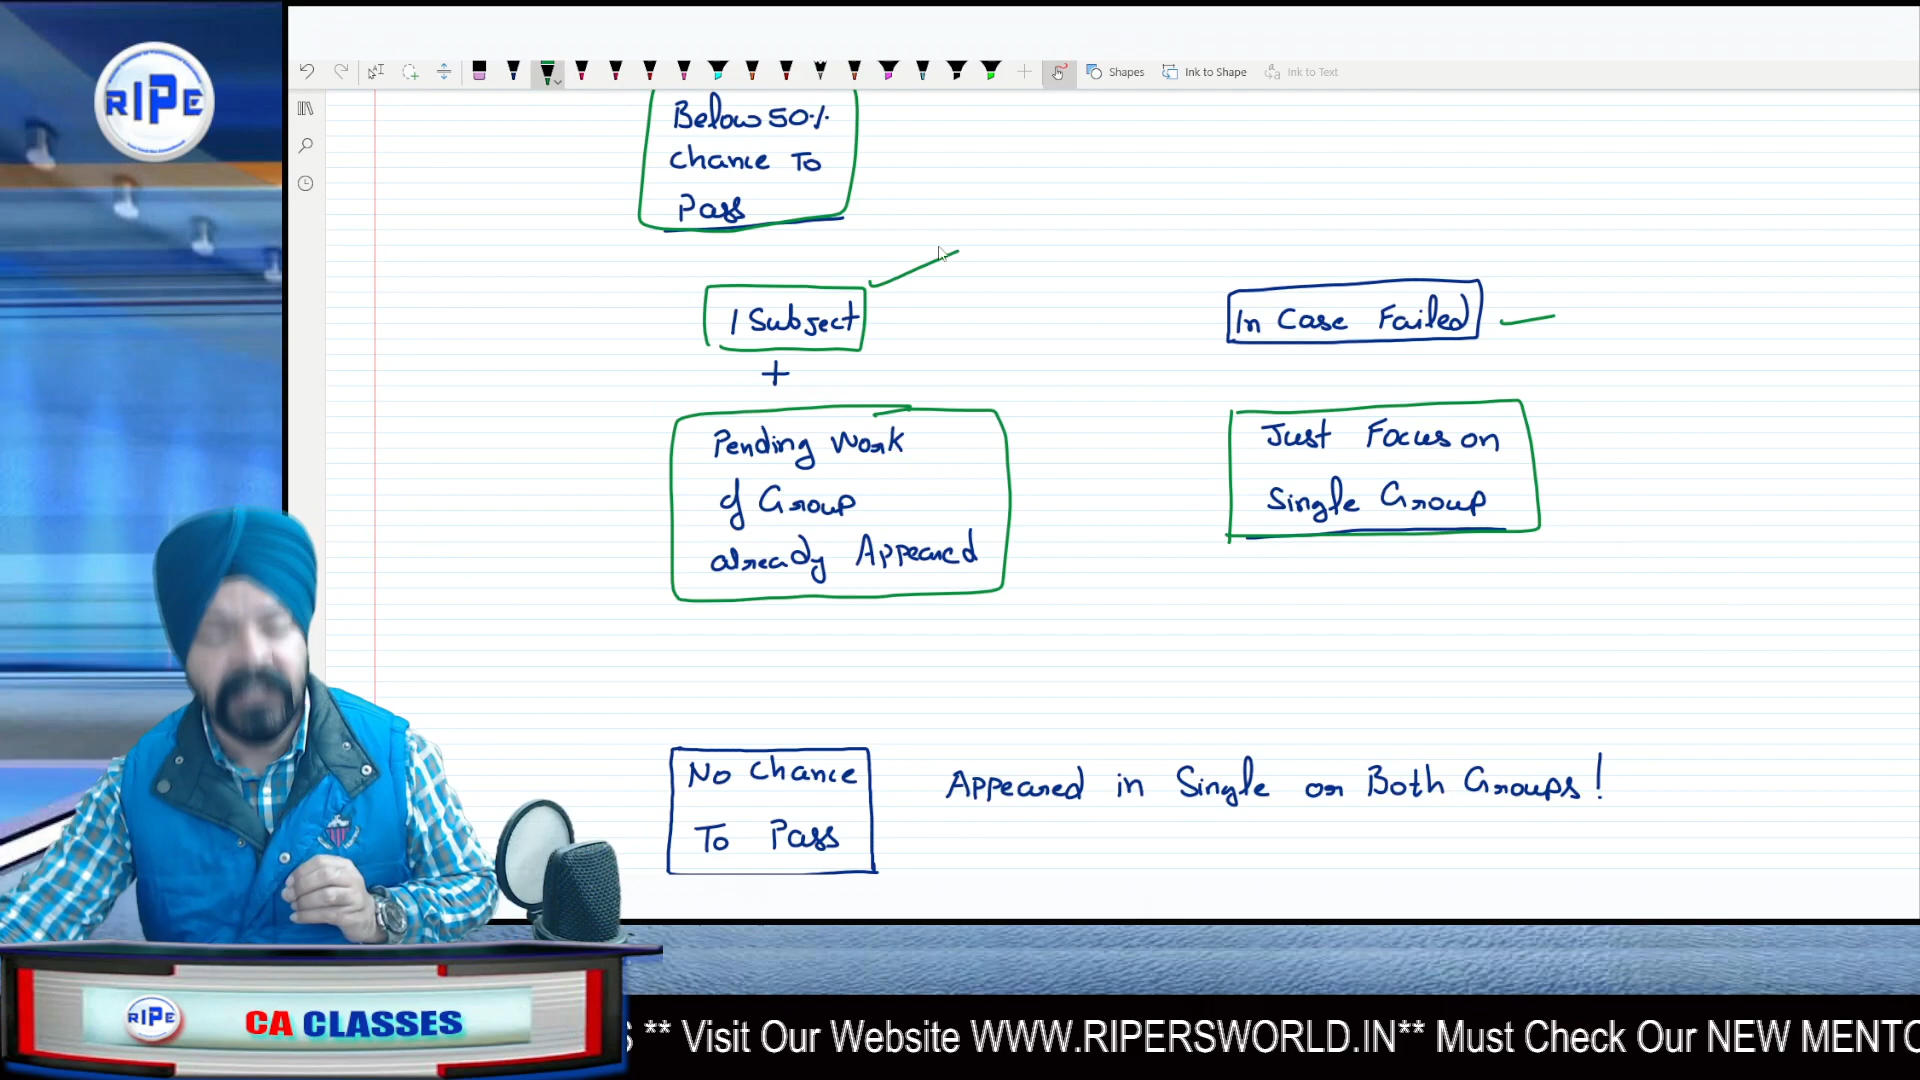 RIPE
Shapes
Ink to Shape
Ink to Text
Below 50%
Chance To
Pass
1 Subject
+
Pending Work
of Group
already Appeared
In Case Failed
Just Focus on
Single Group
No Chance
To Pass
Appeared in Single or Both Groups!
RIPE
CA CLASSES
S ** Visit Our Website WWW.RIPERSWORLD.IN** Must Check Our NEW MENTO